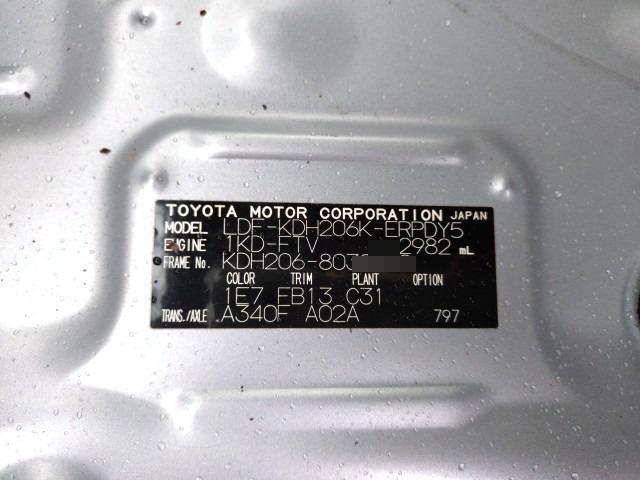 TOYOTA MOTOR CORPORATION JAPAN
MODEL LDF-KDH206K-ERPDY5
ENGINE 1KD-FTV 2982 mL
FRAME No. KDH206-803
COLOR TRIM PLANT OPTION
1E7 FB13 C31
TRANS./AXLE A340F A02A 797